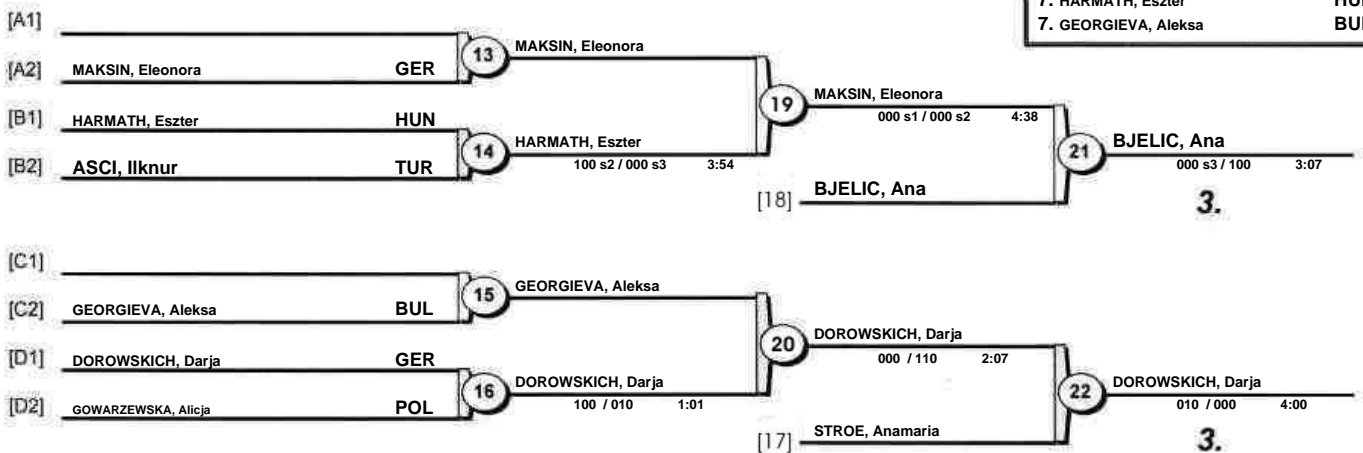 7. HARMATH, Eszter
7. GEORGIEVA, Aleksa BUL
[A1]
[A2] MAKSIN, Eleonora GER
13 MAKSIN, Eleonora
[B1] HARMATH, Eszter HUN
[B2] ASCI, Ilknur TUR
14 HARMATH, Eszter
100 s2 / 000 s3 3:54
19 MAKSIN, Eleonora
000 s1 / 000 s2 4:38
[18] BJELIC, Ana
21 BJELIC, Ana
000 s3 / 100 3:07
3.
[C1]
[C2] GEORGIEVA, Aleksa BUL
15 GEORGIEVA, Aleksa
[D1] DOROWSKICH, Darja GER
[D2] GOWARZEWSKA, Alicja POL
16 DOROWSKICH, Darja
100 / 010 1:01
20 DOROWSKICH, Darja
000 / 110 2:07
[17] STROE, Anamaria
22 DOROWSKICH, Darja
010 / 000 4:00
3.